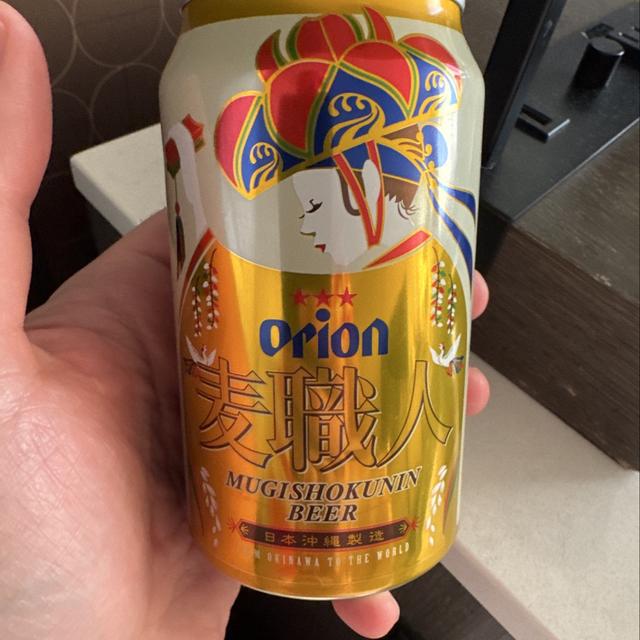 orion
麦職人
MUGISHOKUNIN
BEER
日本沖縄製造
FROM OKINAWA TO THE WORLD